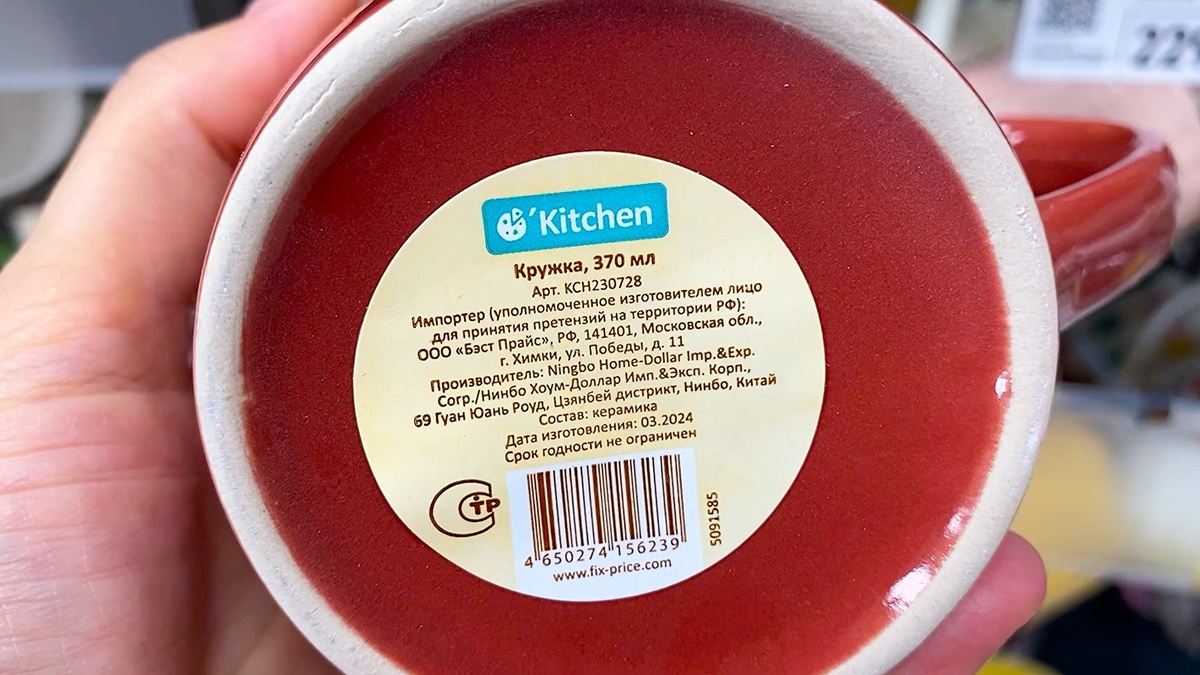 229
'Kitchen
Кружка, 370 мл
Арт. KCH230728
Импортер (уполномоченное изготовителем лицо
для принятия претензий на территории РФ):
ООО «Бэст Прайс», РФ, 141401, Московская обл.,
г. Химки, ул. Победы, д. 11
Производитель: Ningbo Home-Dollar Imp.&Exp.
Corp./Нинбо Хоум-Доллар Имп.&Эксп. Корп.,
69 Гуан Юань Роуд, Цзянбей дистрикт, Нинбо, Китай
Состав: керамика
Дата изготовления: 03.2024
Срок годности не ограничен
СТР
4 650274 156239
www.fix-price.com
5091585